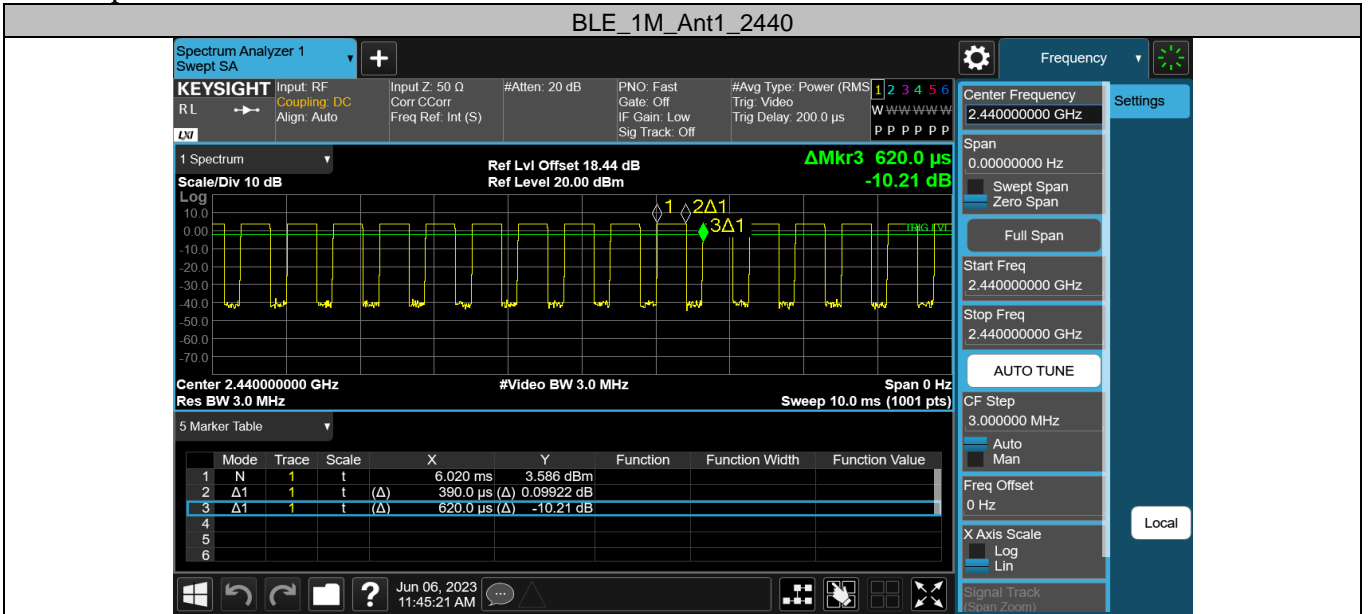 BLE_1M_Ant1_2440
Spectrum Analyzer 1
Swept SA
Frequency
KEYSIGHT
RL
LXI
Input: RF
Coupling: DC
Align: Auto
Input Z: 50 Ω
Corr CCorr
Freq Ref: Int (S)
#Atten: 20 dB
PNO: Fast
Gate: Off
IF Gain: Low
Sig Track: Off
#Avg Type: Power (RMS
Trig: Video
Trig Delay: 200.0 µs
1 2 3 4 5 6
W W W W W W
P P P P P P
1 Spectrum
Scale/Div 10 dB
Ref Lvl Offset 18.44 dB
Ref Level 20.00 dBm
ΔMkr3 620.0 µs
-10.21 dB
Log
10.0
0.00
-10.0
-20.0
-30.0
-40.0
-50.0
-60.0
-70.0
1
2Δ1
3Δ1
TRIG LVL
Center 2.440000000 GHz
#Video BW 3.0 MHz
Span 0 Hz
Res BW 3.0 MHz
Sweep 10.0 ms (1001 pts)
5 Marker Table
Mode Trace Scale X Y Function Function Width Function Value
1 N 1 t 6.020 ms 3.586 dBm
2 Δ1 1 t (Δ) 390.0 µs (Δ) 0.09922 dB
3 Δ1 1 t (Δ) 620.0 µs (Δ) -10.21 dB
4
5
6
?
Jun 06, 2023
11:45:21 AM
Center Frequency
2.440000000 GHz
Settings
Span
0.00000000 Hz
Swept Span
Zero Span
Full Span
Start Freq
2.440000000 GHz
Stop Freq
2.440000000 GHz
AUTO TUNE
CF Step
3.000000 MHz
Auto
Man
Freq Offset
0 Hz
Local
X Axis Scale
Log
Lin
Signal Track
(Span Zoom)